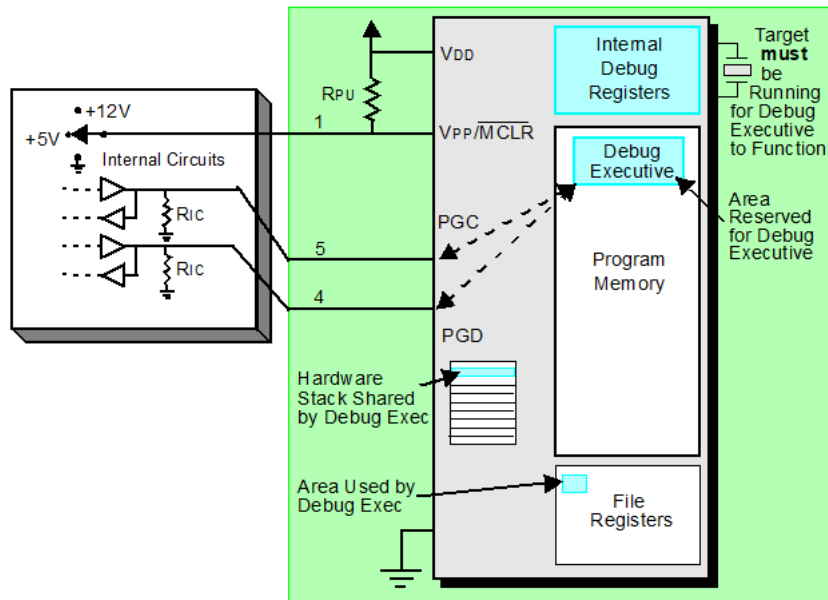 +12V
+5V
Internal Circuits
RIC
RIC
RPU
1
5
4
VDD
VPP/MCLR
PGC
PGD
Internal
Debug
Registers
Debug
Executive
Program
Memory
File
Registers
Hardware
Stack Shared
by Debug Exec
Area Used by
Debug Exec
Target
must
be
Running
for Debug
Executive
to Function
Area
Reserved
for Debug
Executive